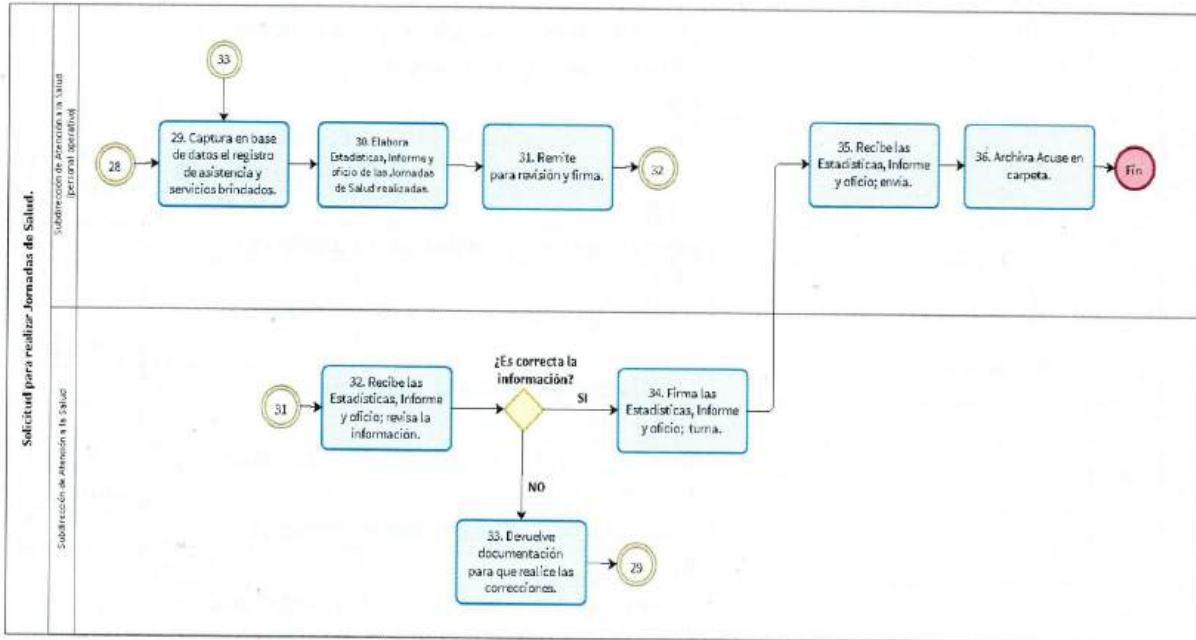 Solicitud para realizar Jornadas de Salud.
Subdirección de Atención a la Salud
(personal operativo)
33
28
29. Captura en base
de datos el registro
de asistencia y
servicios brindados.
30. Elabora
Estadísticas, Informe y
oficio de las Jornadas
de Salud realizadas.
31. Remite
para revisión y firma.
32
35. Recibe las
Estadísticas, Informe
y oficio; envía.
36. Archiva Acuse en
carpeta.
Fin
Subdirección de Atención a la Salud
31
32. Recibe las
Estadísticas, Informe
y oficio; revisa la
información.
¿Es correcta la
información?
SI
34. Firma las
Estadísticas, Informe
y oficio; turna.
NO
33. Devuelve
documentación
para que realice las
correcciones.
29